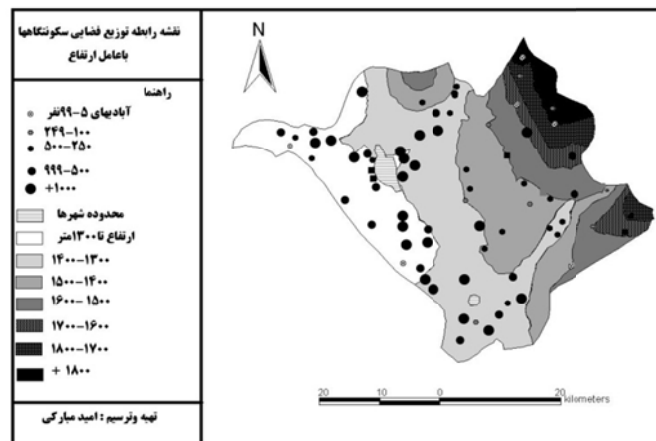 نقشه رابطه توزیع فضایی سکونتگاهها
باعامل ارتفاع
راهنما
آبادیهای ۵-۹۹نفر
۱۰۰-۲۴۹
۲۵۰-۵۰۰
۵۰۰-۹۹۹
۱۰۰۰+
محدوده شهرها
ارتفاع تا۱۳۰۰متر
۱۳۰۰-۱۴۰۰
۱۴۰۰-۱۵۰۰
۱۵۰۰-۱۶۰۰
۱۶۰۰-۱۷۰۰
۱۷۰۰-۱۸۰۰
۱۸۰۰ +
تهیه وترسیم : امید مبارکی
N
20 10 0 20
kilometers